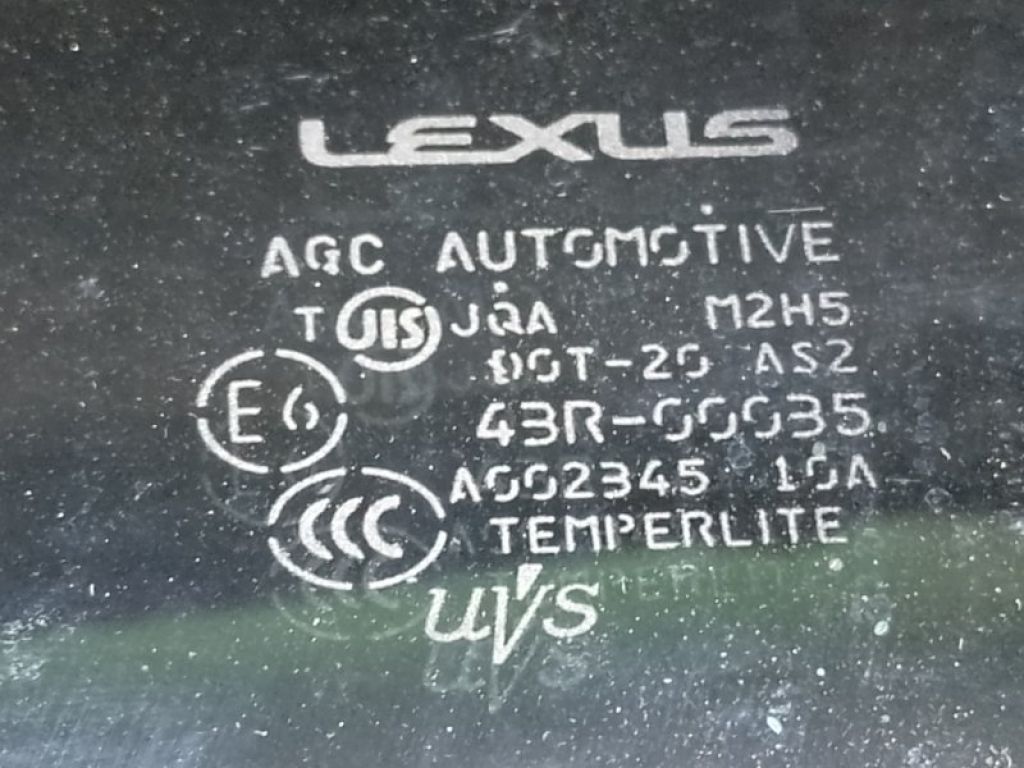 LEXUS
AGC AUTOMOTIVE
T JIS JQA M2H5
DOT-20 AS2
E6 43R-00035
A002345 10A
CCC TEMPERLITE
UVS